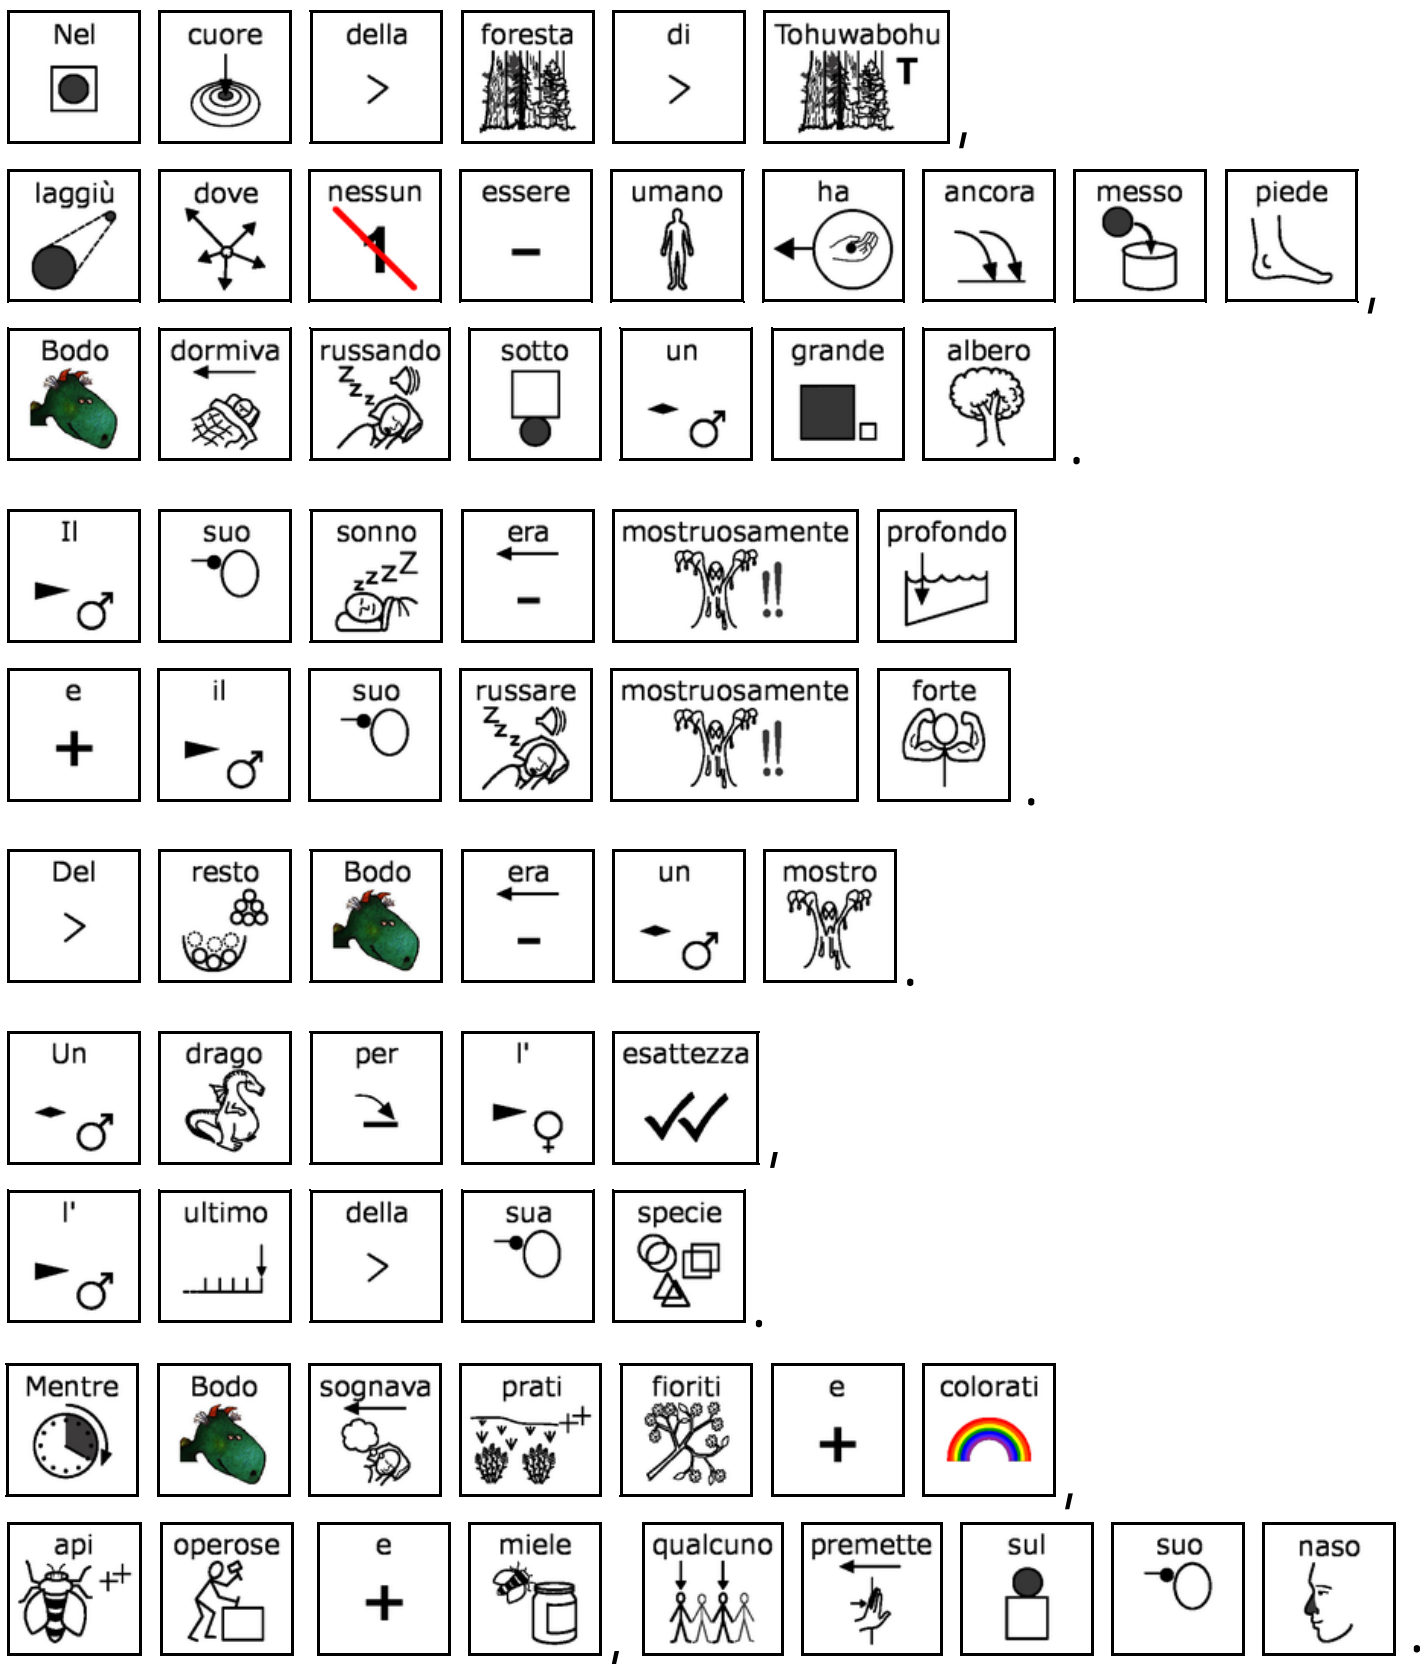 Nel cuore della foresta di Tohuwabohu T,
laggiù dove nessun essere umano ha ancora messo piede,
Bodo dormiva russando sotto un grande albero.
Il suo sonno era mostruosamente profondo
e il suo russare mostruosamente forte.
Del resto Bodo era un mostro.
Un drago per l' esattezza,
l' ultimo della sua specie.
Mentre Bodo sognava prati fioriti e colorati,
api operose e miele, qualcuno premette sul suo naso.